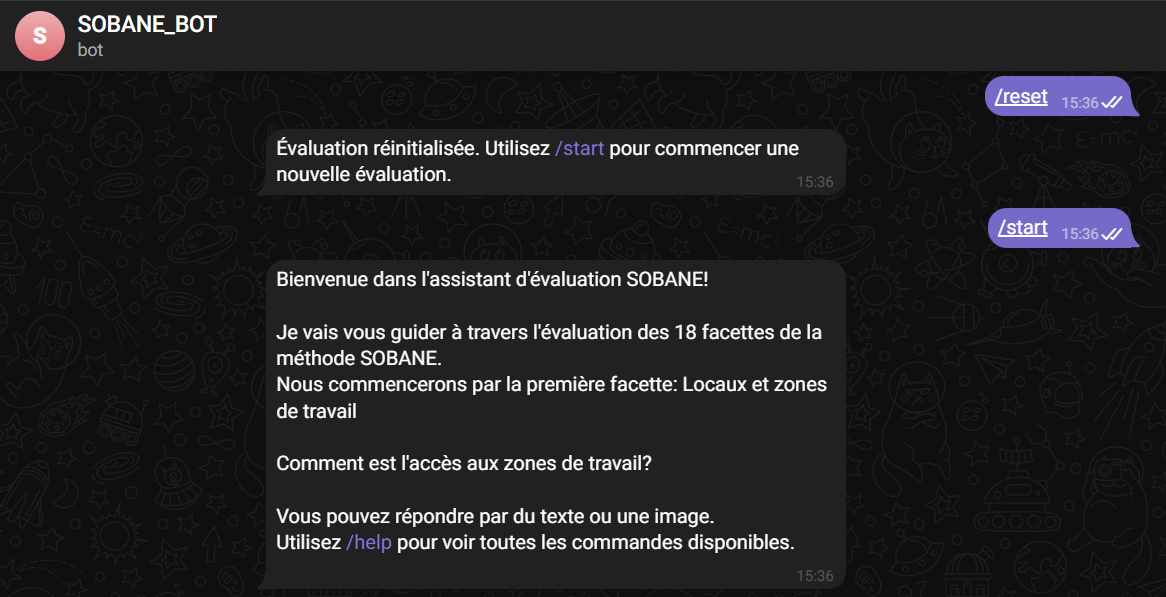 S
SOBANE_BOT
bot
/reset 15:36
Évaluation réinitialisée. Utilisez /start pour commencer une
nouvelle évaluation.
15:36
/start 15:36
Bienvenue dans l'assistant d'évaluation SOBANE!
Je vais vous guider à travers l'évaluation des 18 facettes de la
méthode SOBANE.
Nous commencerons par la première facette: Locaux et zones
de travail
Comment est l'accès aux zones de travail?
Vous pouvez répondre par du texte ou une image.
Utilisez /help pour voir toutes les commandes disponibles.
15:36